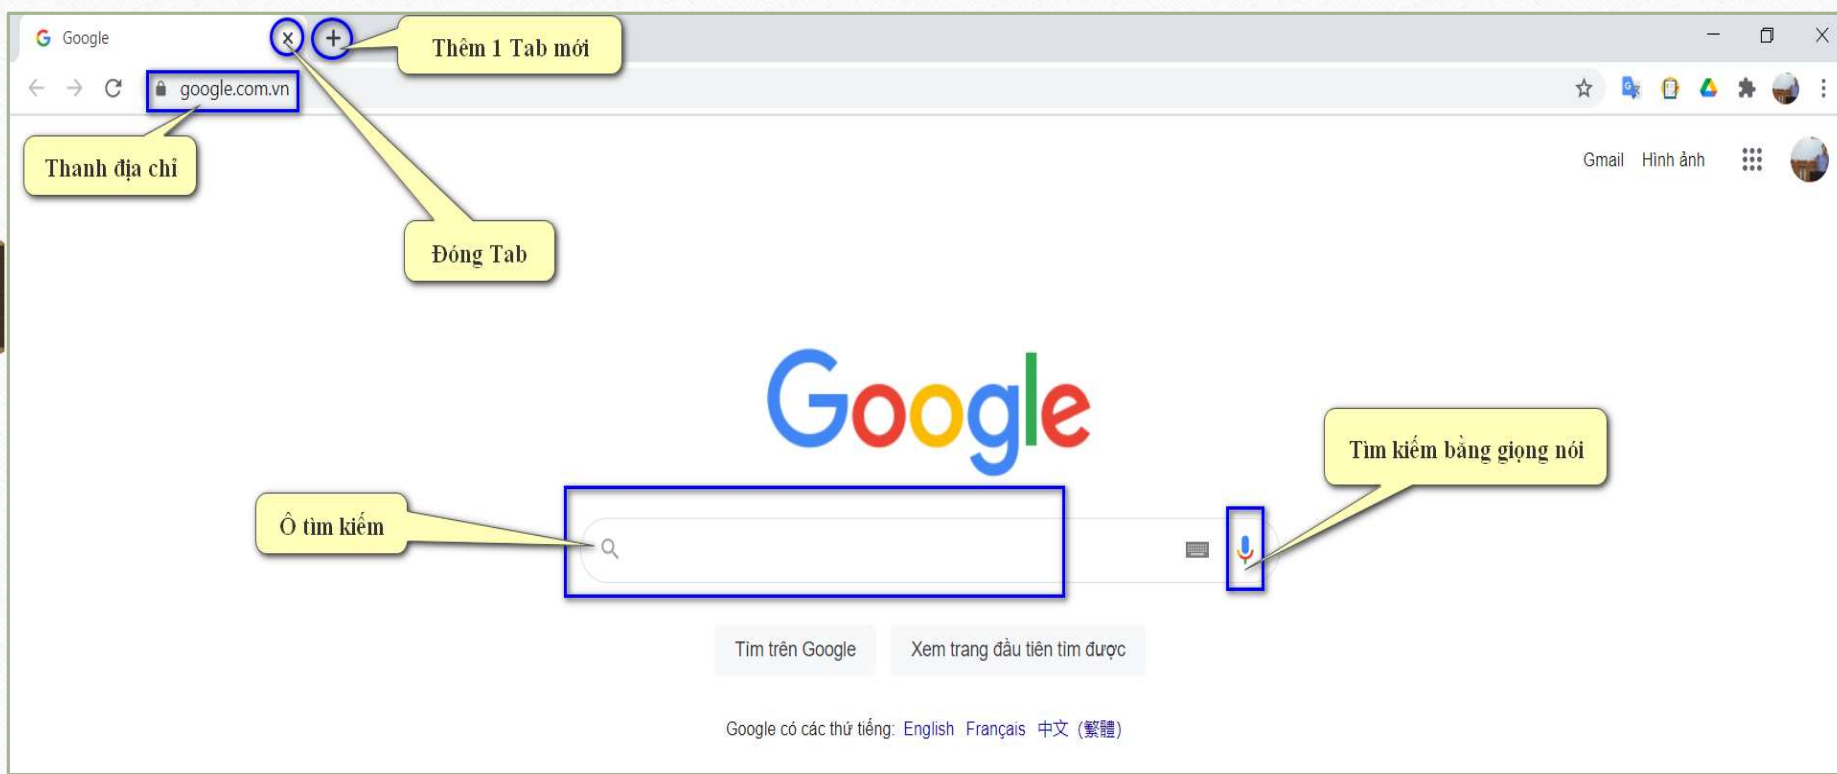 Google
Thêm 1 Tab mới
google.com.vn
Thanh địa chỉ
Gmail Hình ảnh
Đóng Tab
Google
Tìm kiếm bằng giọng nói
Ô tìm kiếm
Tìm trên Google Xem trang đầu tiên tìm được
Google có các thứ tiếng: English Français 中文 (繁體)